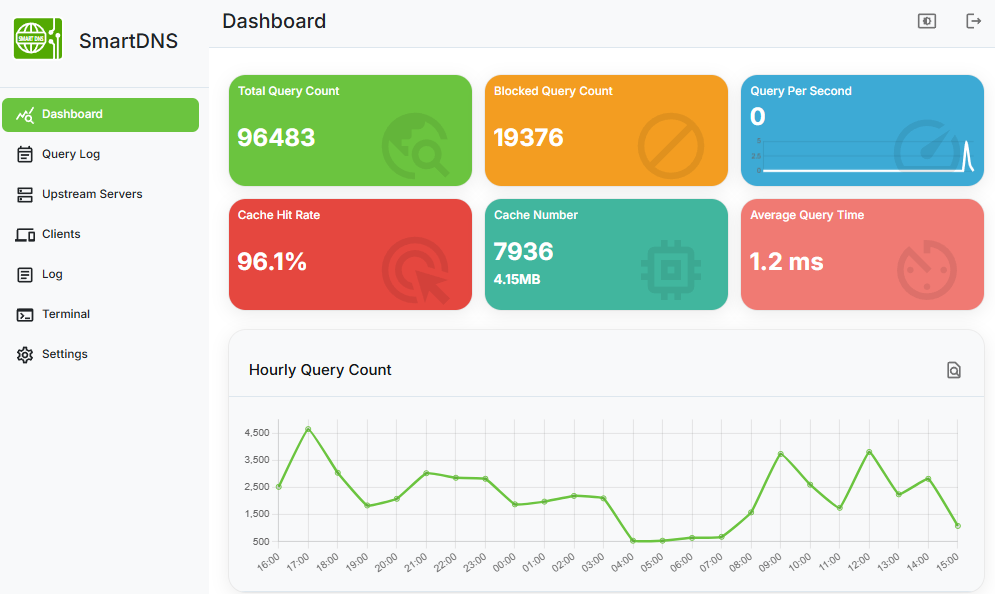 SMART DNS
SmartDNS
Dashboard
Dashboard
Query Log
Upstream Servers
Clients
Log
Terminal
Settings
Total Query Count
96483
Blocked Query Count
19376
Query Per Second
0
5
2.5
0
Cache Hit Rate
96.1%
Cache Number
7936
4.15MB
Average Query Time
1.2 ms
Hourly Query Count
4,500
3,500
2,500
1,500
500
16:00 17:00 18:00 19:00 20:00 21:00 22:00 23:00 00:00 01:00 02:00 03:00 04:00 05:00 06:00 07:00 08:00 09:00 10:00 11:00 12:00 13:00 14:00 15:00